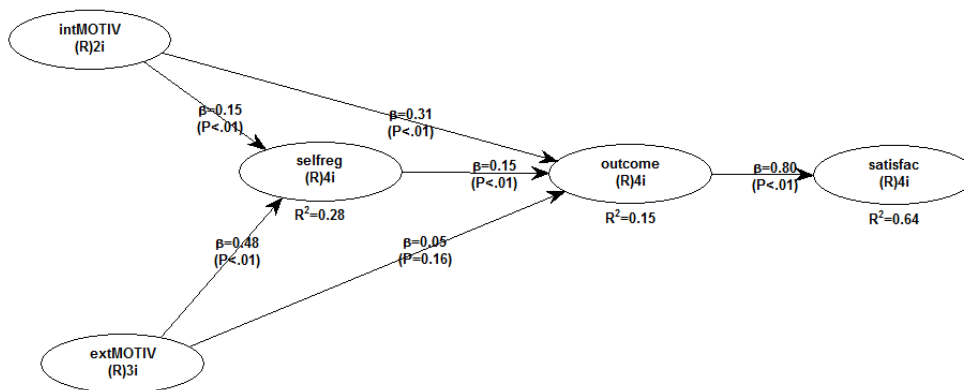 intMOTIV
(R)2i
β=0.15
(P<.01)
β=0.31
(P<.01)
selfreg
(R)4i
R²=0.28
β=0.15
(P<.01)
outcome
(R)4i
R²=0.15
β=0.80
(P<.01)
satisfac
(R)4i
R²=0.64
β=0.48
(P<.01)
β=0.05
(P=0.16)
extMOTIV
(R)3i